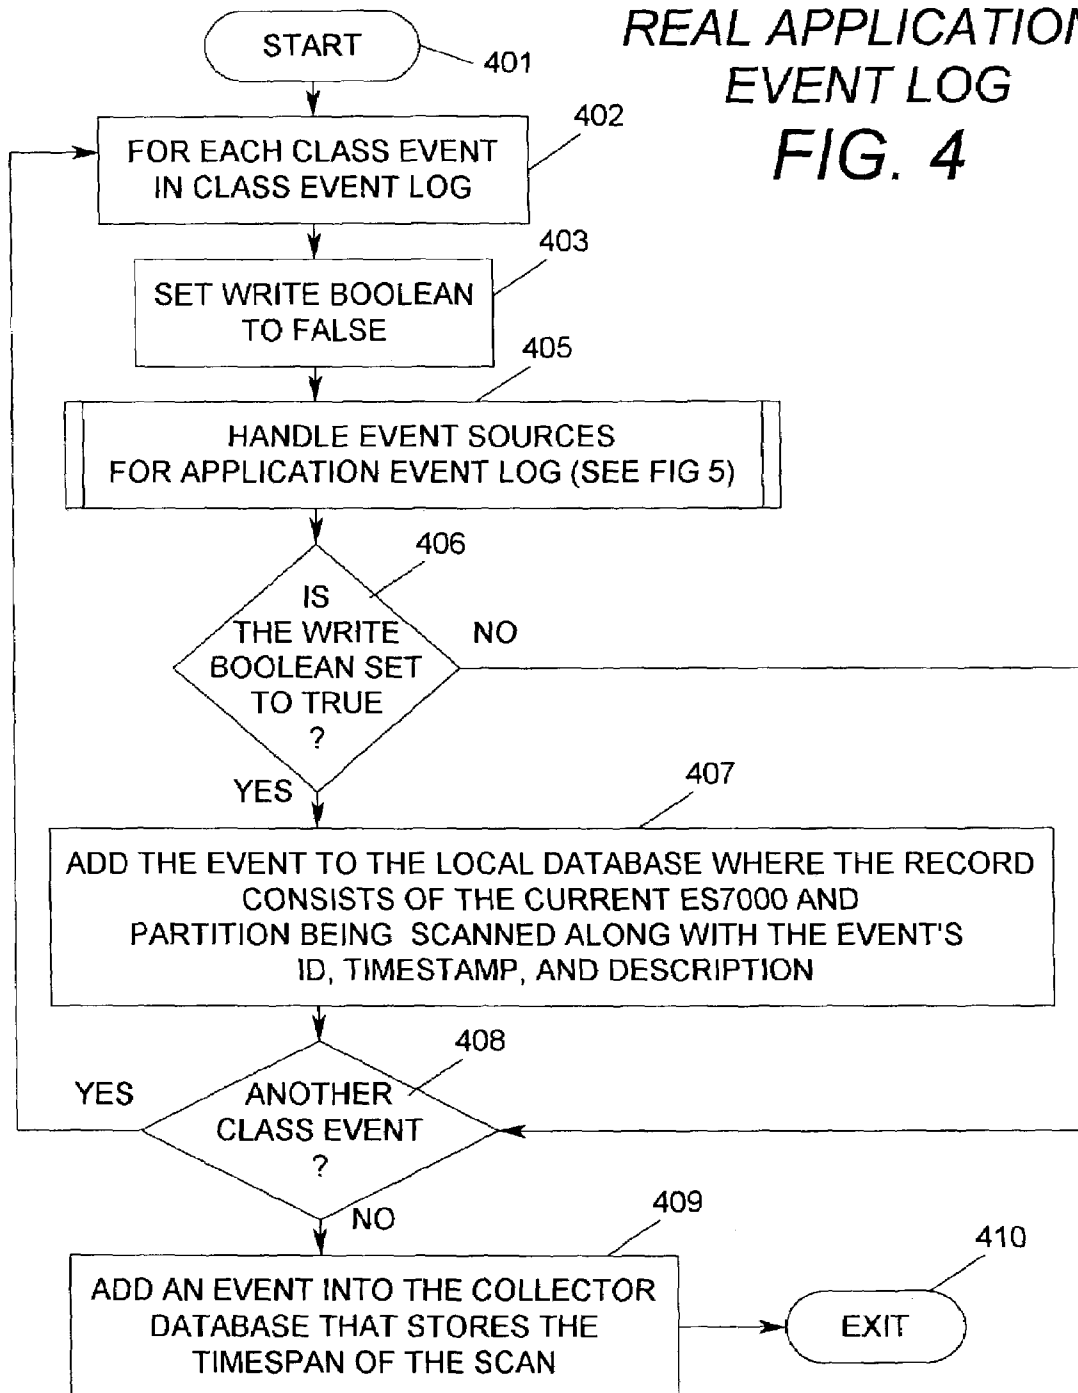 REAL APPLICATION
EVENT LOG
FIG. 4
START
401
402
FOR EACH CLASS EVENT
IN CLASS EVENT LOG
403
SET WRITE BOOLEAN
TO FALSE
405
HANDLE EVENT SOURCES
FOR APPLICATION EVENT LOG (SEE FIG 5)
406
IS
THE WRITE
BOOLEAN SET
TO TRUE
?
NO
YES
407
ADD THE EVENT TO THE LOCAL DATABASE WHERE THE RECORD
CONSISTS OF THE CURRENT ES7000 AND
PARTITION BEING SCANNED ALONG WITH THE EVENT'S
ID, TIMESTAMP, AND DESCRIPTION
408
YES
ANOTHER
CLASS EVENT
?
NO
409
ADD AN EVENT INTO THE COLLECTOR
DATABASE THAT STORES THE
TIMESPAN OF THE SCAN
410
EXIT